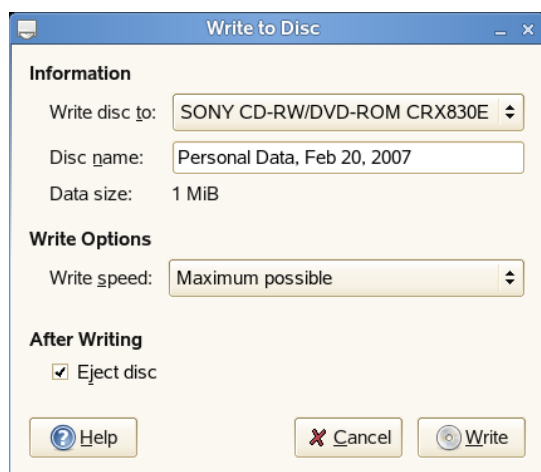 Write to Disc
Information
Write disc to: SONY CD-RW/DVD-ROM CRX830E
Disc name: Personal Data, Feb 20, 2007
Data size: 1 MiB
Write Options
Write speed: Maximum possible
After Writing
Eject disc
Help Cancel Write